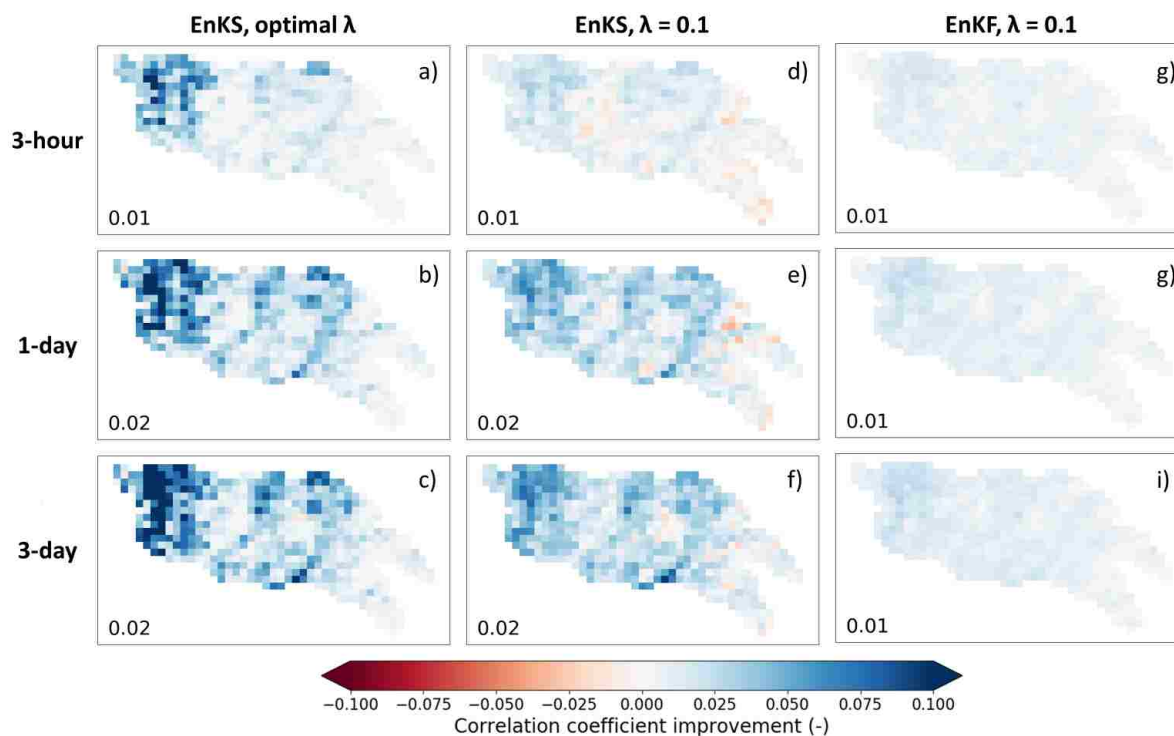 EnKS, optimal λ
EnKS, λ = 0.1
EnKF, λ = 0.1
3-hour
a)
0.01
d)
0.01
g)
0.01
1-day
b)
0.02
e)
0.02
g)
0.01
3-day
c)
0.02
f)
0.02
i)
0.01
−0.100 −0.075 −0.050 −0.025 0.000 0.025 0.050 0.075 0.100
Correlation coefficient improvement (-)